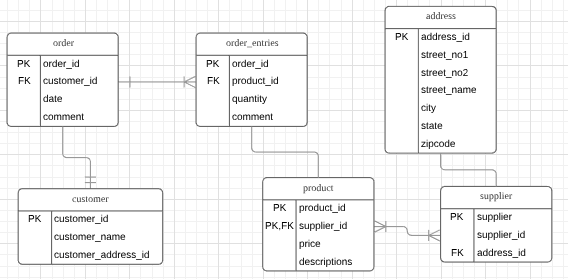 order
PK order_id
FK customer_id
date
comment
order_entries
PK order_id
FK product_id
quantity
comment
address
PK address_id
street_no1
street_no2
street_name
city
state
zipcode
customer
PK customer_id
customer_name
customer_address_id
product
PK product_id
PK,FK supplier_id
price
descriptions
supplier
PK supplier
supplier_id
FK address_id